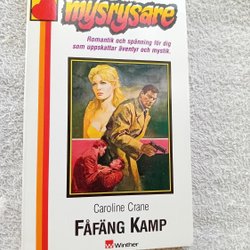 mysrysare
Romantik och spänning för dig
som uppskattar äventyr och mystik.
Caroline Crane
FÅFÄNG KAMP
Winther